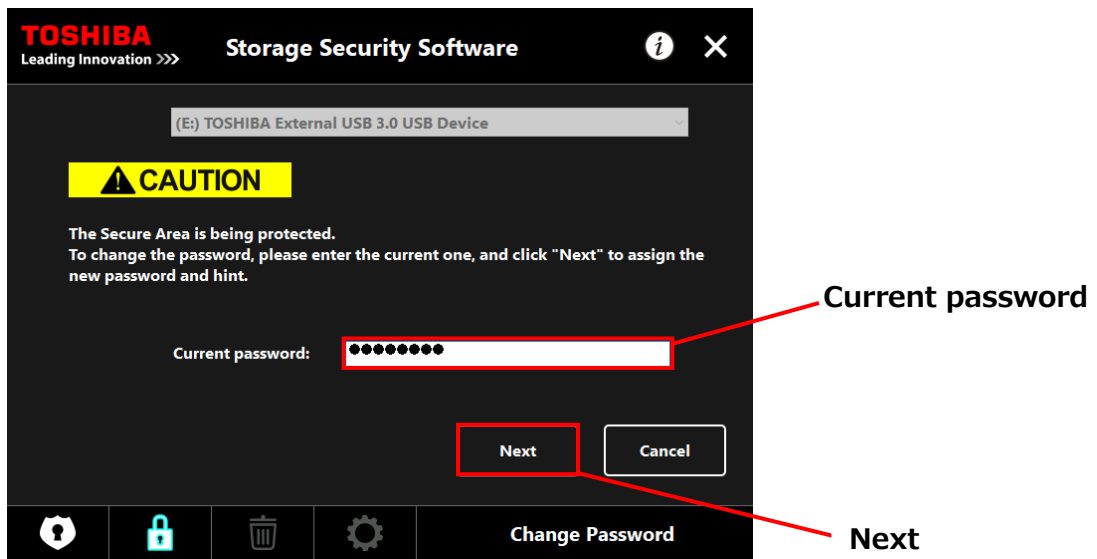 TOSHIBA
Leading Innovation >>>
Storage Security Software
i
(E:) TOSHIBA External USB 3.0 USB Device
CAUTION
The Secure Area is being protected.
To change the password, please enter the current one, and click "Next" to assign the
new password and hint.
Current password
Current password:
●●●●●●●●
Next
Cancel
Change Password
Next